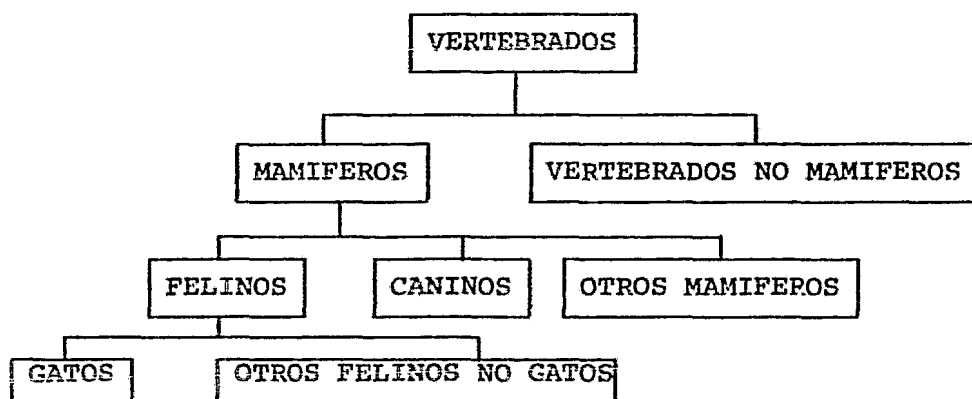 VERTEBRADOS
MAMIFEROS
VERTEBRADOS NO MAMIFEROS
FELINOS
CANINOS
OTROS MAMIFEROS
GATOS
OTROS FELINOS NO GATOS